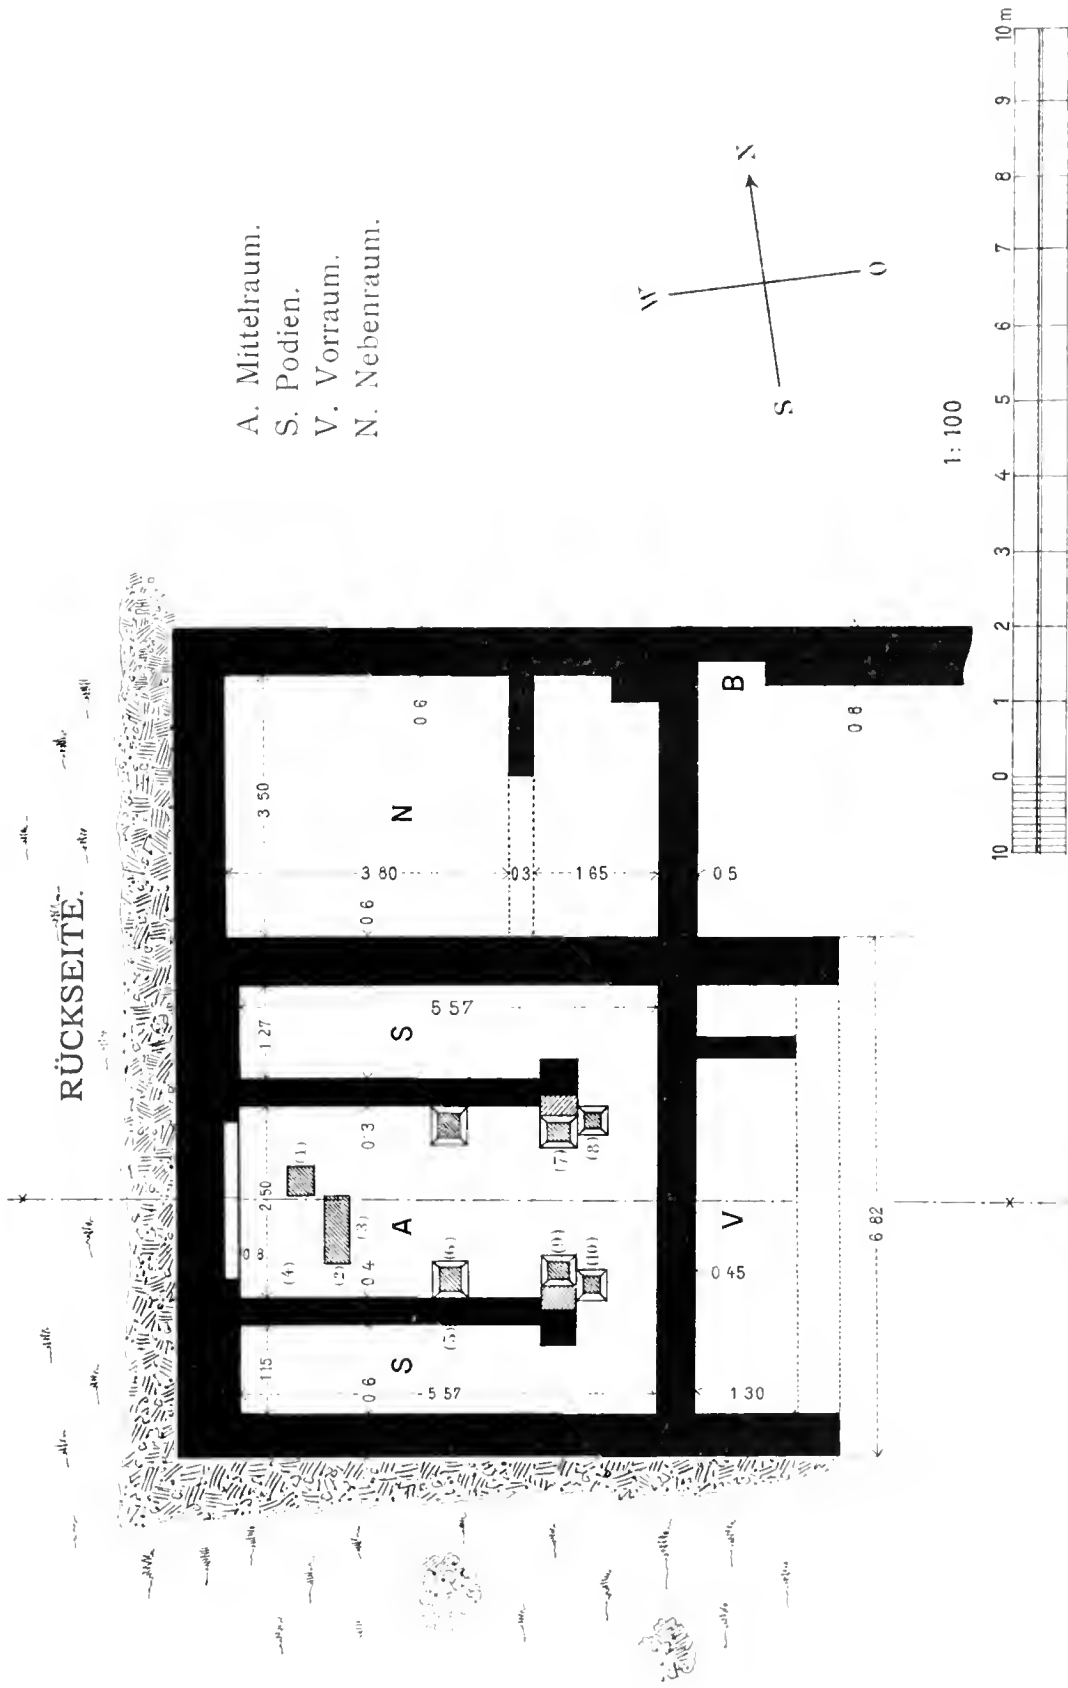 RÜCKSEITE.
A. Mittelraum.
S. Podien.
V. Vorraum.
N. Nebenraum.
W
N
S
O
1:100
10 0 1 2 3 4 5 6 7 8 9 10 m
3 50
0 6
N
3 80
0 3
1 65
0 5
B
0 8
0 6
1 27
5 57
S
0 3
(1)
2 50
(7)
(8)
0 8
(3)
A
V
6 82
(4)
(2)
0 4
(6)
(9)
(10)
0 45
(5)
1 15
S
0 6
5 57
1 30